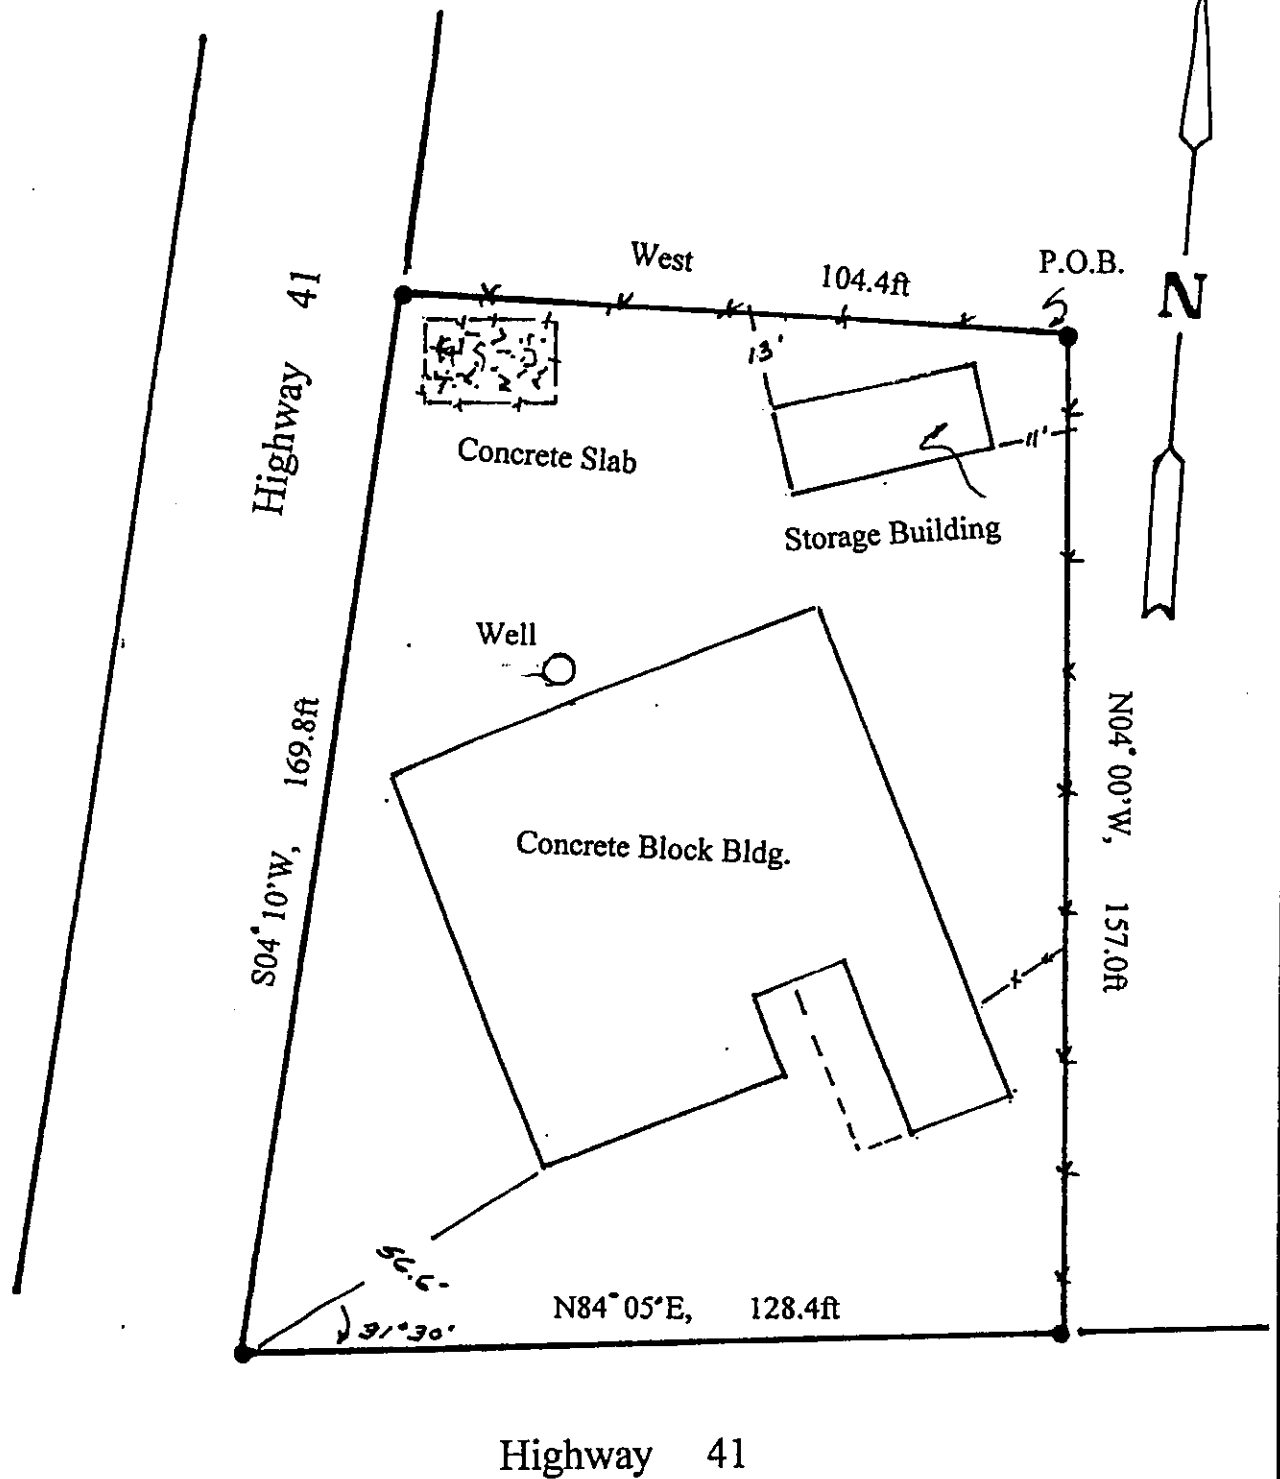 West 104.4ft
P.O.B.
N
Highway 41
13'
11'
Concrete Slab
Storage Building
Well
S04°10'W, 169.8ft
N04°00'W, 157.0ft
Concrete Block Bldg.
31°30'
N84°05'E, 128.4ft
Highway 41